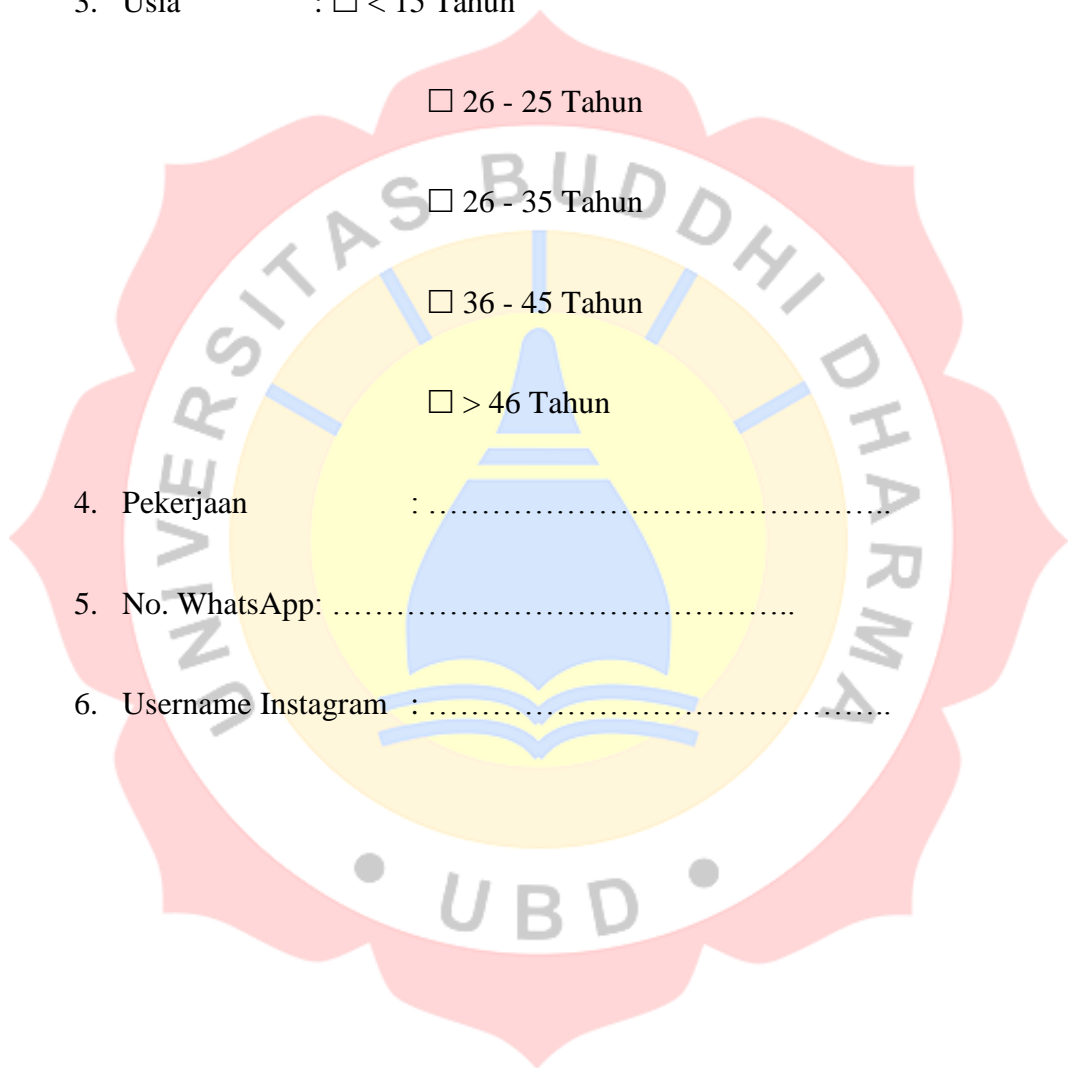 3. Usia : ☐ < 15 Tahun
☐ 26 - 25 Tahun
☐ 26 - 35 Tahun
☐ 36 - 45 Tahun
☐ > 46 Tahun
4. Pekerjaan : ……………………………………..
5. No. WhatsApp: ……………………………………..
6. Username Instagram : ……………………………………..
UNIVERSITAS BUDDHI DHARMA
• UBD •